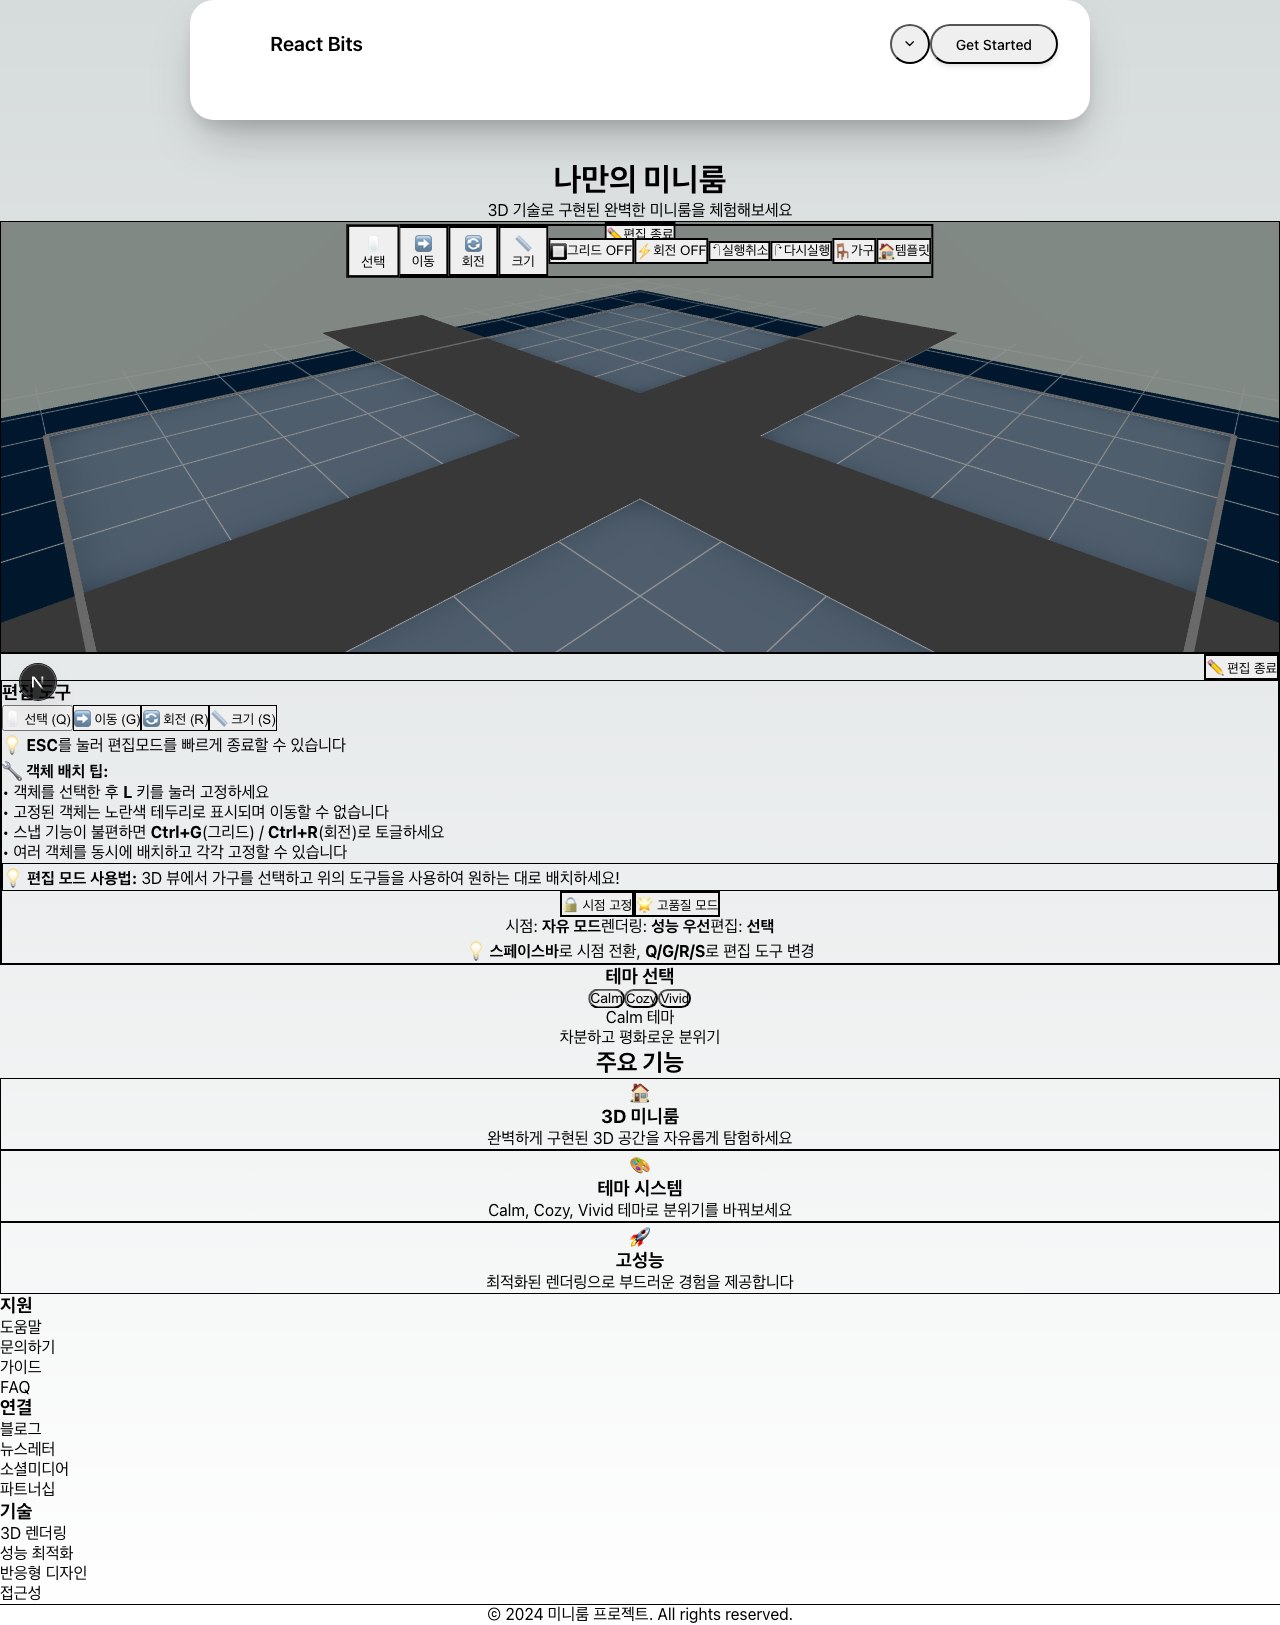 React Bits
Get Started
나만의 미니룸
3D 기술로 구현된 완벽한 미니룸을 체험해보세요
✏️편집 종료
선택
이동
회전
크기
🔲그리드 OFF
⚡회전 OFF
↶실행취소
↷다시실행
🪑가구
🏠템플릿
✏️ 편집 종료
N
편집 도구
선택 (Q)
➡️ 이동 (G)
🔄 회전 (R)
📏 크기 (S)
💡 ESC를 눌러 편집모드를 빠르게 종료할 수 있습니다
🔧 객체 배치 팁:
• 객체를 선택한 후 L 키를 눌러 고정하세요
• 고정된 객체는 노란색 테두리로 표시되며 이동할 수 없습니다
• 스냅 기능이 불편하면 Ctrl+G(그리드) / Ctrl+R(회전)로 토글하세요
• 여러 객체를 동시에 배치하고 각각 고정할 수 있습니다
💡 편집 모드 사용법: 3D 뷰에서 가구를 선택하고 위의 도구들을 사용하여 원하는 대로 배치하세요!
🔒 시점 고정
🌟 고품질 모드
시점: 자유 모드렌더링: 성능 우선편집: 선택
💡 스페이스바로 시점 전환, Q/G/R/S로 편집 도구 변경
테마 선택
Calm
Cozy
Vivid
Calm 테마
차분하고 평화로운 분위기
주요 기능
🏠
3D 미니룸
완벽하게 구현된 3D 공간을 자유롭게 탐험하세요
🎨
테마 시스템
Calm, Cozy, Vivid 테마로 분위기를 바꿔보세요
🚀
고성능
최적화된 렌더링으로 부드러운 경험을 제공합니다
지원
도움말
문의하기
가이드
FAQ
연결
블로그
뉴스레터
소셜미디어
파트너십
기술
3D 렌더링
성능 최적화
반응형 디자인
접근성
© 2024 미니룸 프로젝트. All rights reserved.